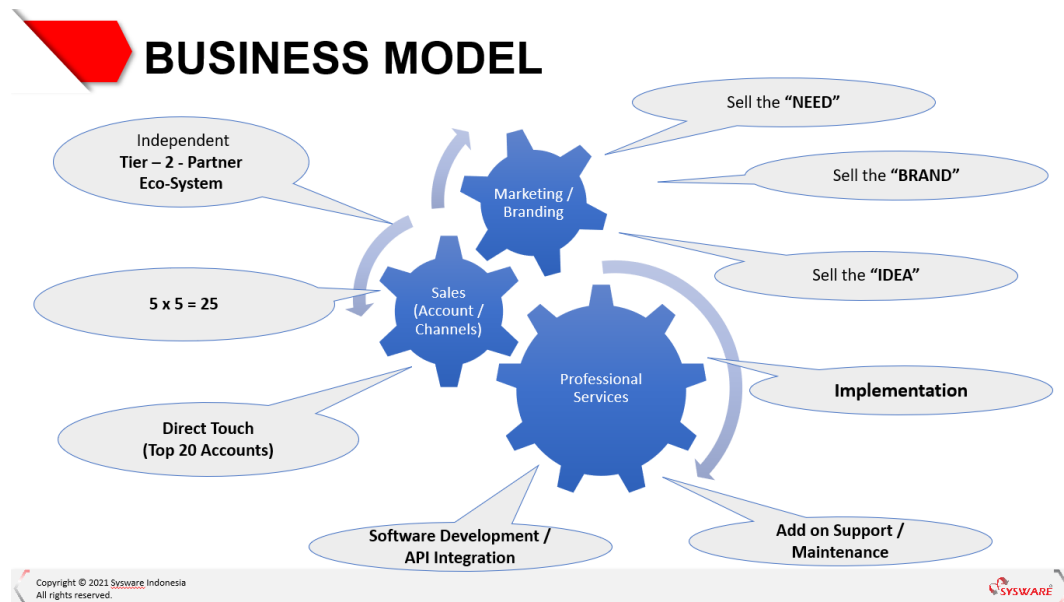 BUSINESS MODEL
Sell the “NEED”
Independent
Tier – 2 - Partner
Eco-System
Marketing /
Branding
Sell the “BRAND”
Sell the “IDEA”
5 x 5 = 25
Sales
(Account /
Channels)
Professional
Services
Implementation
Direct Touch
(Top 20 Accounts)
Software Development /
API Integration
Add on Support /
Maintenance
Copyright © 2021 Sysware Indonesia
All rights reserved.
SYSWARE